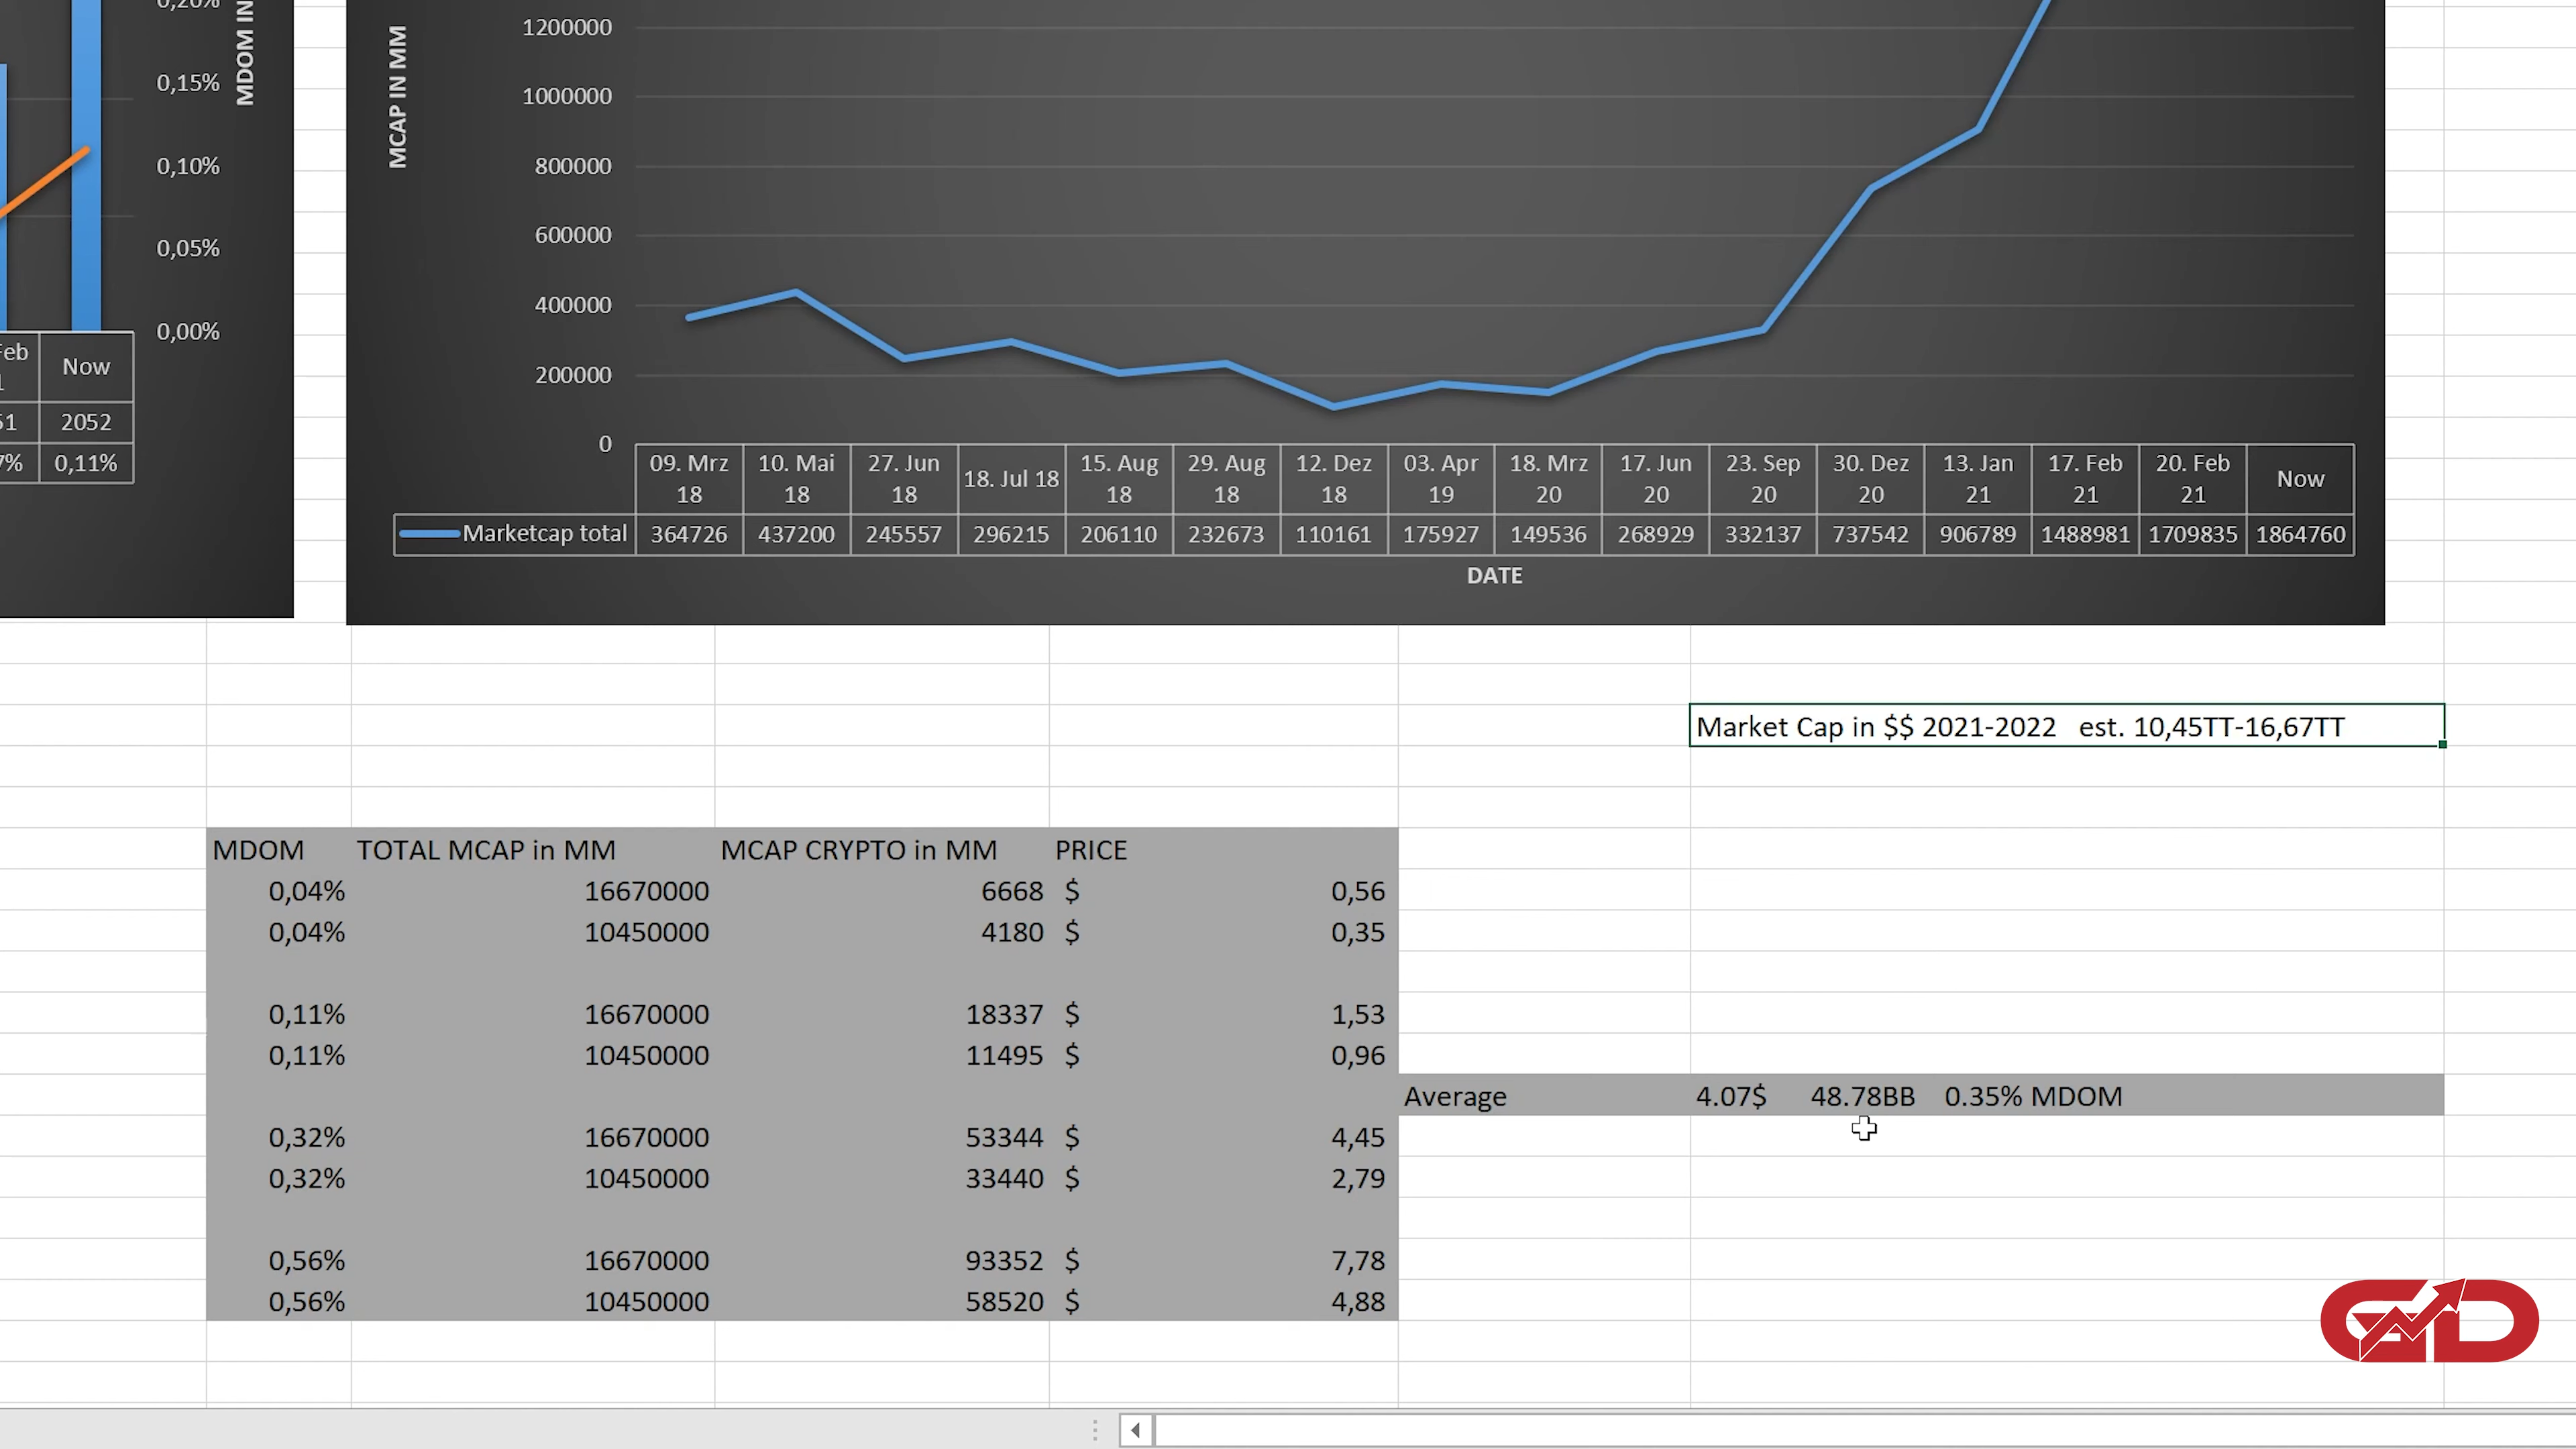 0,20%
0,15%
0,10%
0,05%
0,00%
MDOM IN
Feb
1
Now
51 2052
7% 0,11%
MCAP IN MM
1200000
1000000
800000
600000
400000
200000
0
09. Mrz 18 10. Mai 18 27. Jun 18 18. Jul 18 15. Aug 18 29. Aug 18 12. Dez 18 03. Apr 19 18. Mrz 20 17. Jun 20 23. Sep 20 30. Dez 20 13. Jan 21 17. Feb 21 20. Feb 21 Now
Marketcap total 364726 437200 245557 296215 206110 232673 110161 175927 149536 268929 332137 737542 906789 1488981 1709835 1864760
DATE
Market Cap in $$ 2021-2022 est. 10,45TT-16,67TT
MDOM TOTAL MCAP in MM MCAP CRYPTO in MM PRICE
0,04% 16670000 6668 $ 0,56
0,04% 10450000 4180 $ 0,35
0,11% 16670000 18337 $ 1,53
0,11% 10450000 11495 $ 0,96
Average 4.07$ 48.78BB 0.35% MDOM
0,32% 16670000 53344 $ 4,45
0,32% 10450000 33440 $ 2,79
0,56% 16670000 93352 $ 7,78
0,56% 10450000 58520 $ 4,88